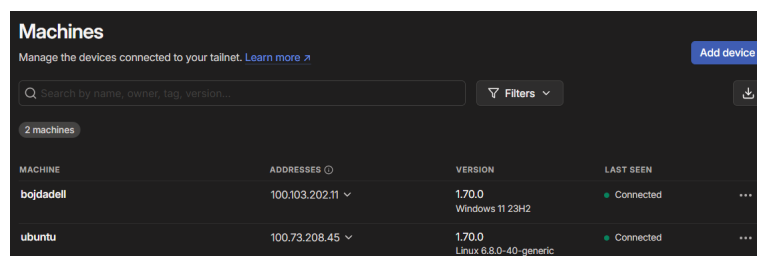 Machines
Manage the devices connected to your tailnet. Learn more ↗
Add device
Search by name, owner, tag, version...
Filters
2 machines
MACHINE ADDRESSES VERSION LAST SEEN
bojdadell 100.103.202.11 1.70.0 Connected
Windows 11 23H2
ubuntu 100.73.208.45 1.70.0 Connected
Linux 6.8.0-40-generic